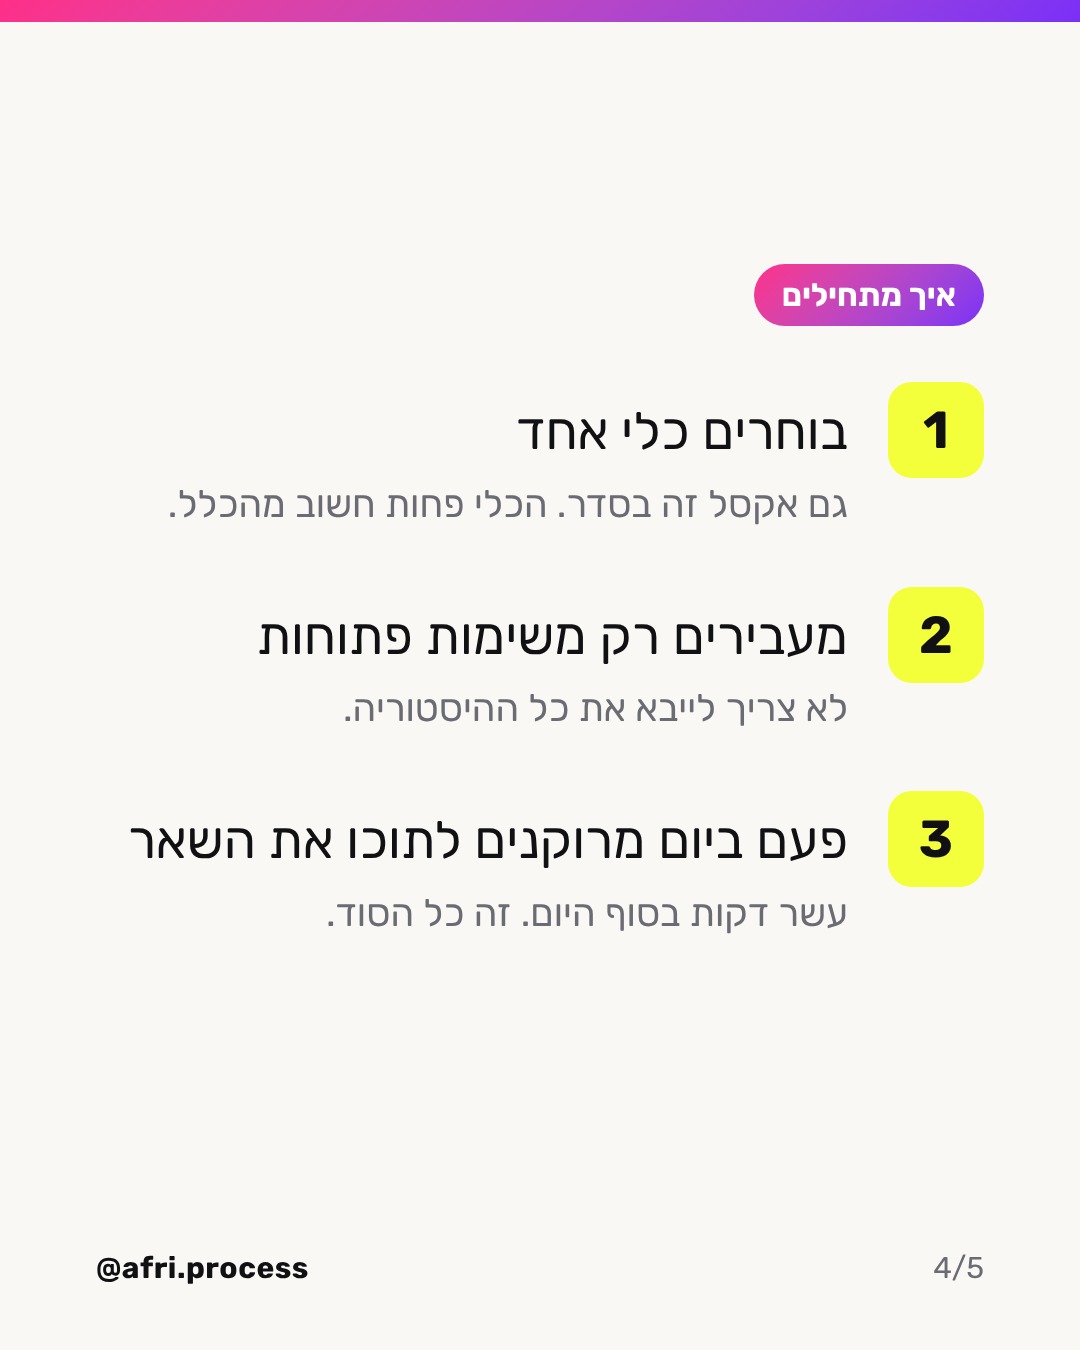 איך מתחילים
1
בוחרים כלי אחד
גם אקסל זה בסדר. הכלי פחות חשוב מהכלל.
2
מעבירים רק משימות פתוחות
לא צריך לייבא את כל ההיסטוריה.
3
פעם ביום מרוקנים לתוכו את השאר
עשר דקות בסוף היום. זה כל הסוד.
4/5
@afri.process